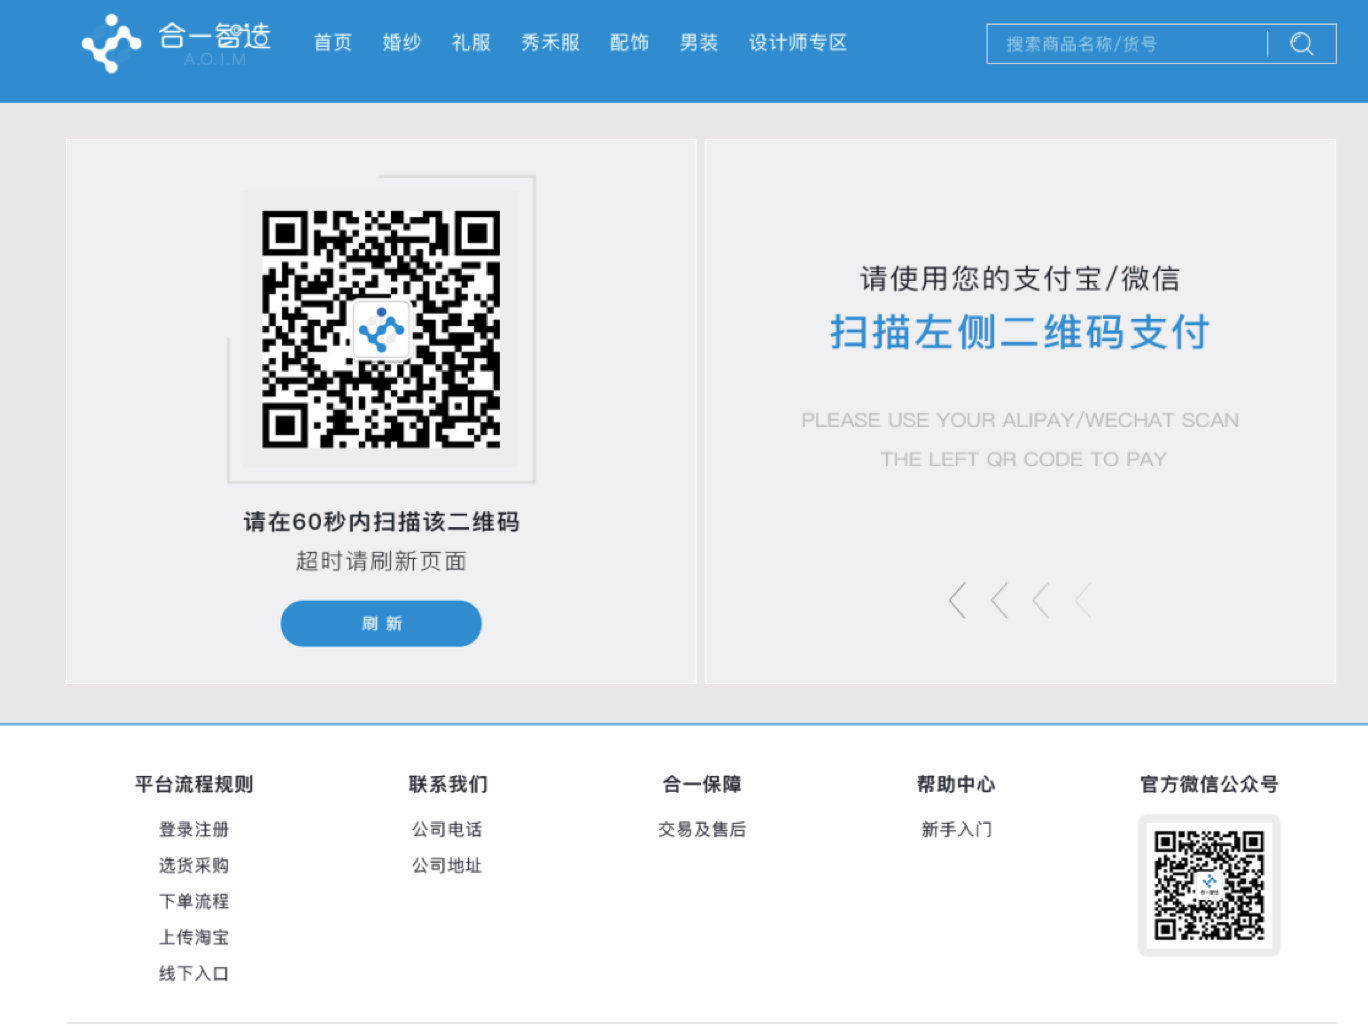 合一智造
A.O.I.M
首页 婚纱 礼服 秀禾服 配饰 男装 设计师专区
搜索商品名称/货号
请在60秒内扫描该二维码
超时请刷新页面
刷 新
请使用您的支付宝/微信
扫描左侧二维码支付
PLEASE USE YOUR ALIPAY/WECHAT SCAN
THE LEFT QR CODE TO PAY
平台流程规则
登录注册
选货采购
下单流程
上传淘宝
线下入口
联系我们
公司电话
公司地址
合一保障
交易及售后
帮助中心
新手入门
官方微信公众号
合一智造